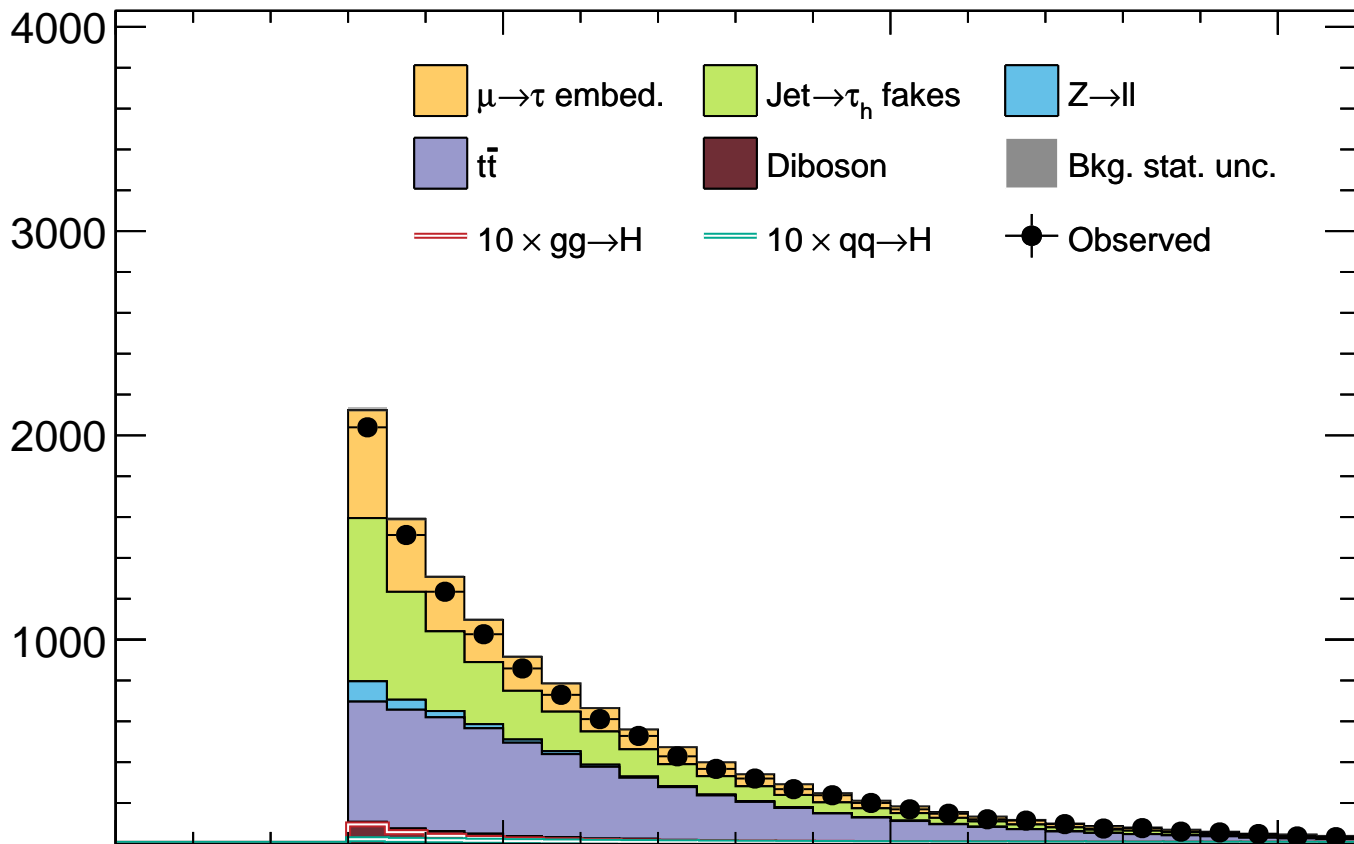 4000
μ→τ embed. Jet→τh fakes Z→ll
tt̄ Diboson Bkg. stat. unc.
3000
10 × gg→H 10 × qq→H Observed
2000
1000